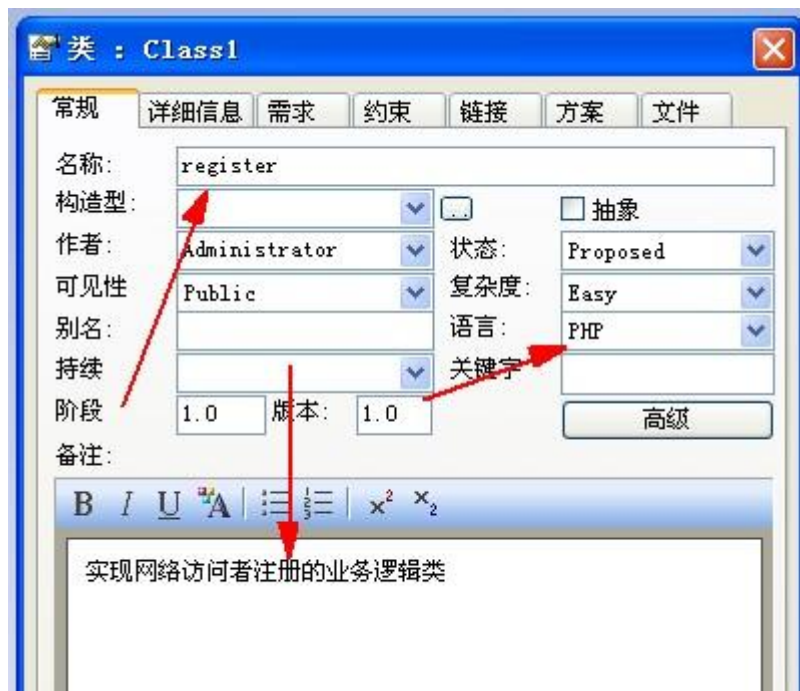 类 : Class1
常规 详细信息 需求 约束 链接 方案 文件
名称: register
构造型: .. 抽象
作者: Administrator 状态: Proposed
可见性 Public 复杂度: Easy
别名: 语言: PHP
持续 关键字
阶段 1.0 版本: 1.0 高级
备注:
B I U A x² x₂
实现网络访问者注册的业务逻辑类